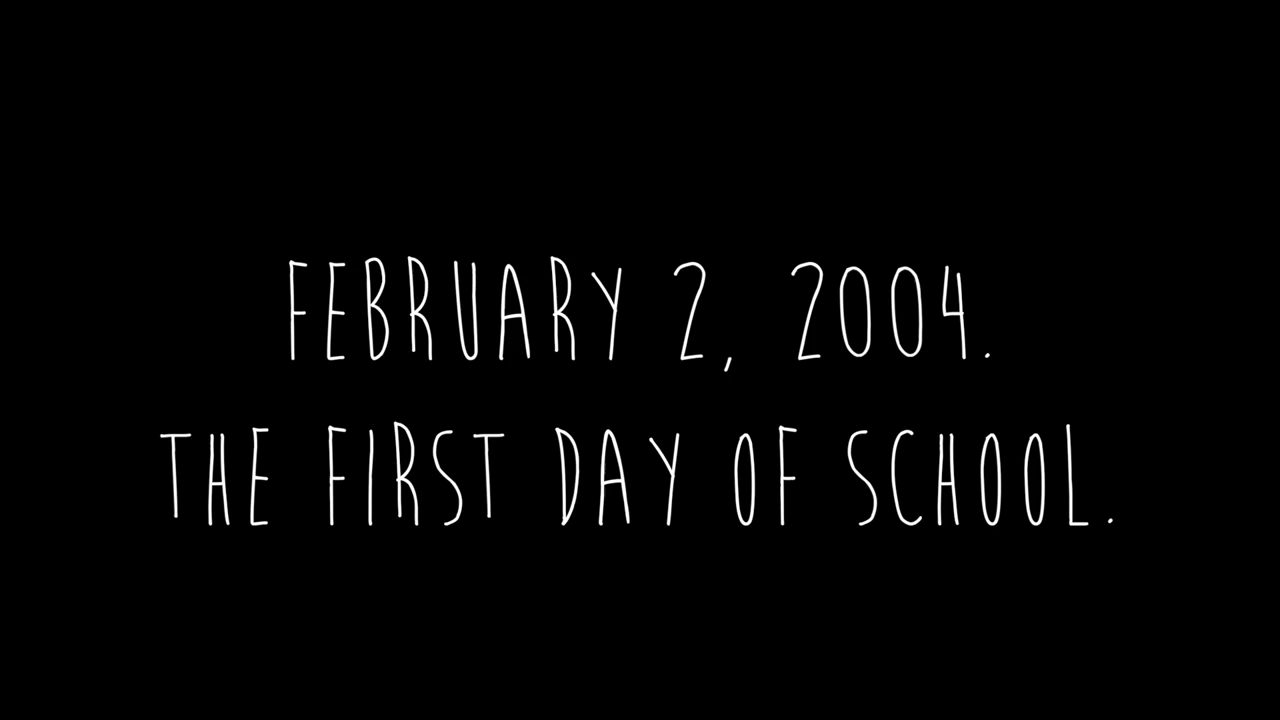 FEBRUARY 2, 2004.
THE FIRST DAY OF SCHOOL.